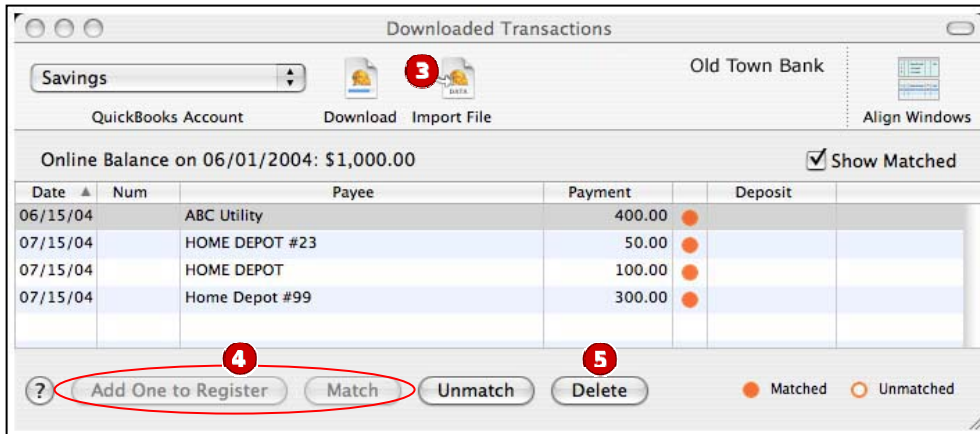 Downloaded Transactions
Savings
3
DATA
Old Town Bank
QuickBooks Account Download Import File Align Windows
Online Balance on 06/01/2004: $1,000.00 Show Matched
Date Num Payee Payment Deposit
06/15/04 ABC Utility 400.00
07/15/04 HOME DEPOT #23 50.00
07/15/04 HOME DEPOT 100.00
07/15/04 Home Depot #99 300.00
4 5
? Add One to Register Match Unmatch Delete Matched Unmatched